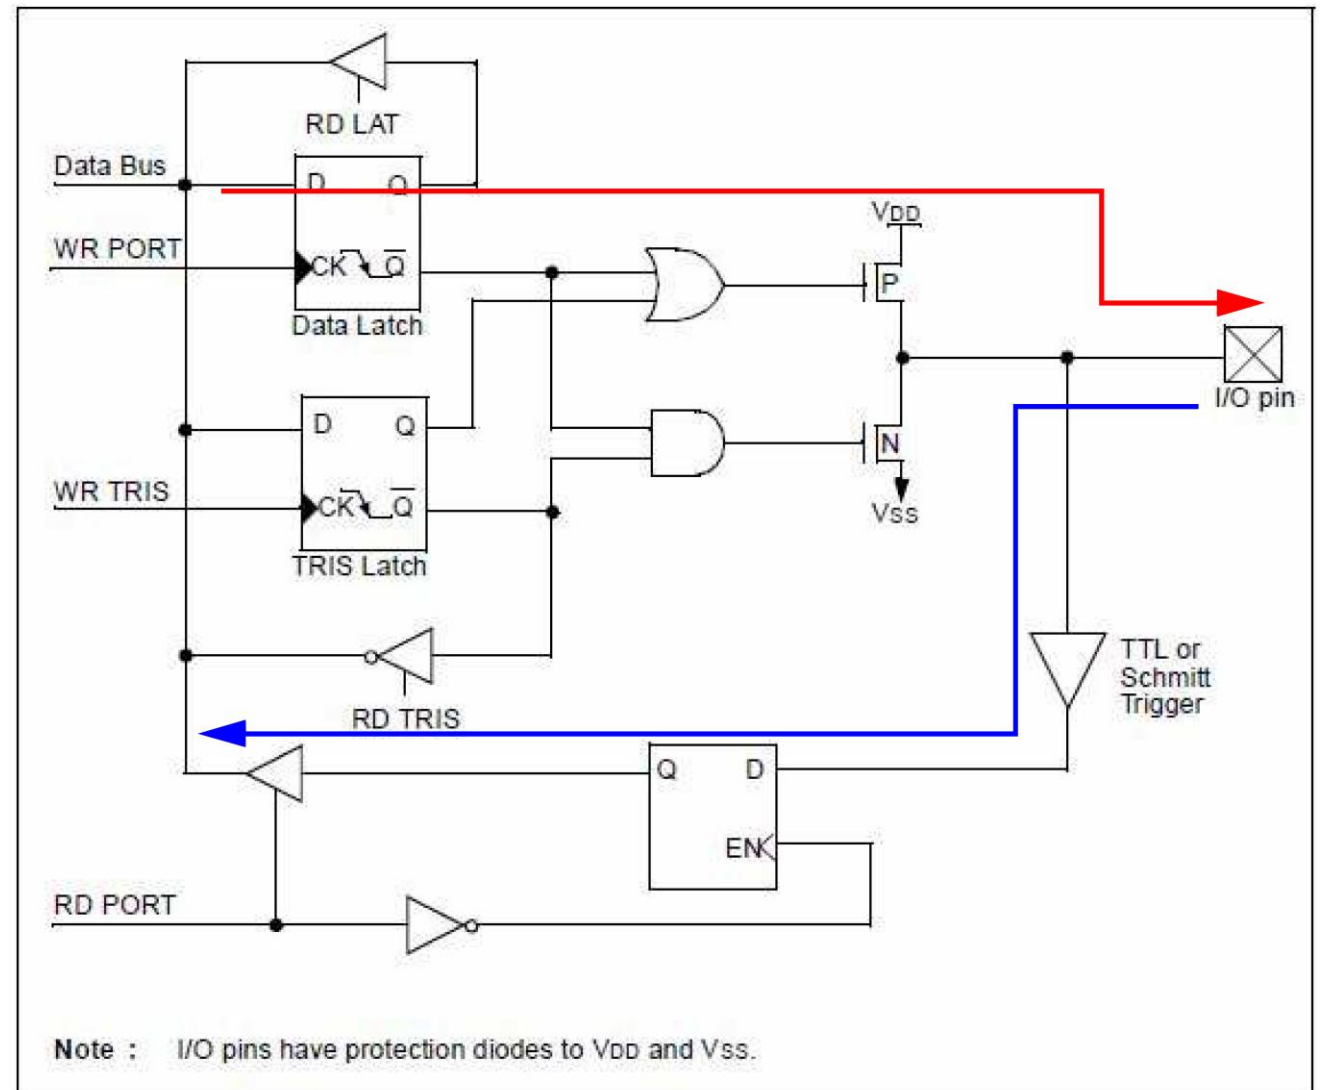 RD LAT
Data Bus
D Q
VDD
WR PORT
CK Q̅
P
Data Latch
I/O pin
D Q
N
WR TRIS
CK Q̅
VSS
TRIS Latch
TTL or
Schmitt
Trigger
RD TRIS
Q D
EN
RD PORT
Note : I/O pins have protection diodes to VDD and VSS.